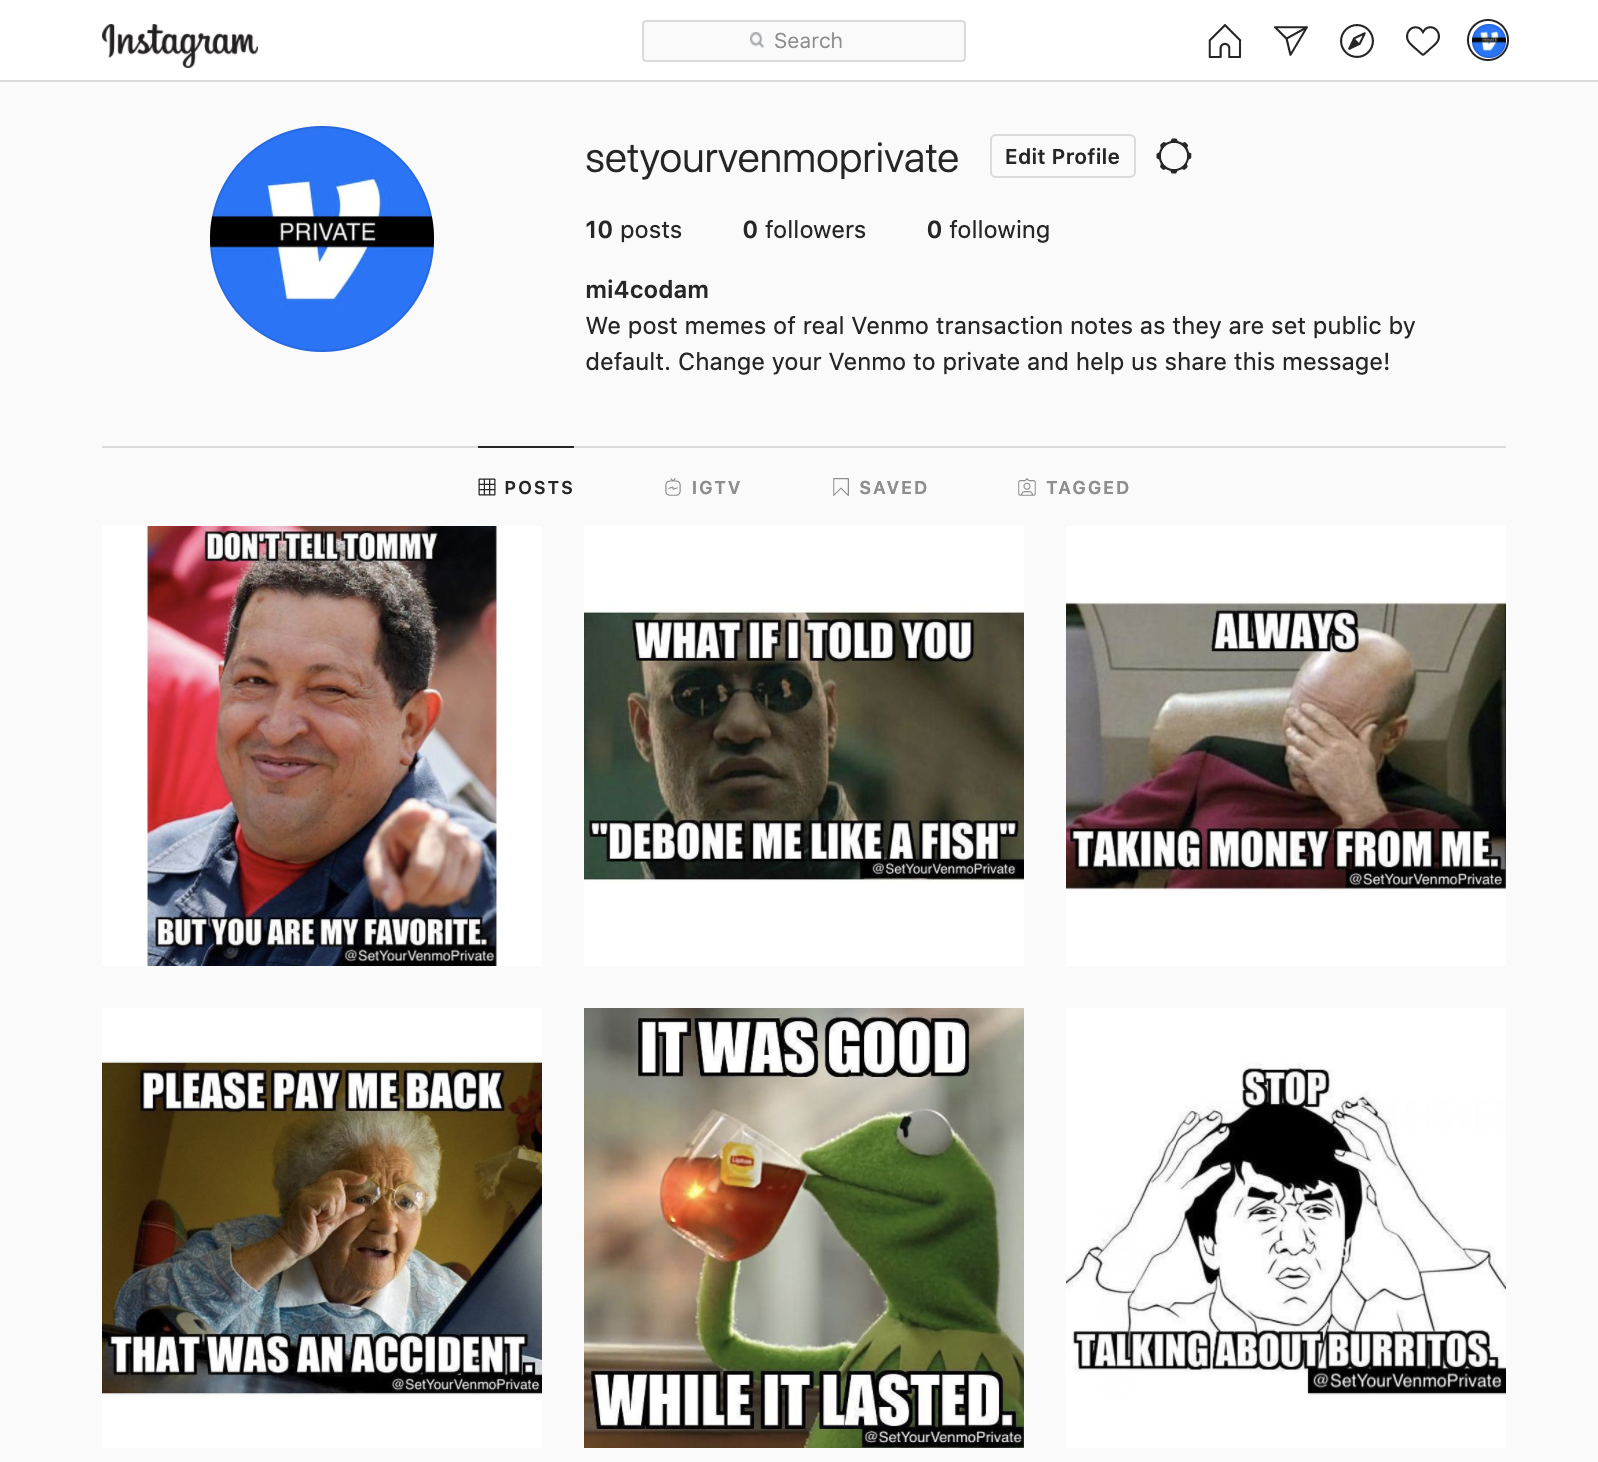 Instagram
Search
PRIVATE
setyourvenmoprivate
Edit Profile
10 posts
0 followers
0 following
mi4codam
We post memes of real Venmo transaction notes as they are set public by
default. Change your Venmo to private and help us share this message!
PRIVATE
POSTS
IGTV
SAVED
TAGGED
DON'T TELL TOMMY
BUT YOU ARE MY FAVORITE.
@SetYourVenmoPrivate
WHAT IF I TOLD YOU
"DEBONE ME LIKE A FISH"
@SetYourVenmoPrivate
ALWAYS
TAKING MONEY FROM ME.
@SetYourVenmoPrivate
PLEASE PAY ME BACK
THAT WAS AN ACCIDENT.
@SetYourVenmoPrivate
IT WAS GOOD
Lipton
WHILE IT LASTED.
@SetYourVenmoPrivate
STOP
TALKING ABOUT BURRITOS.
@SetYourVenmoPrivate